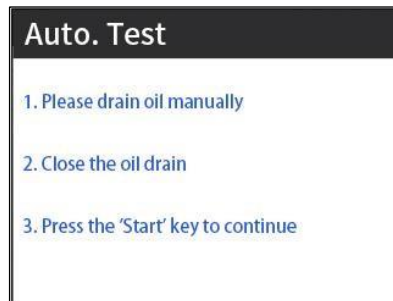 Auto. Test
1. Please drain oil manually
2. Close the oil drain
3. Press the ‘Start’ key to continue